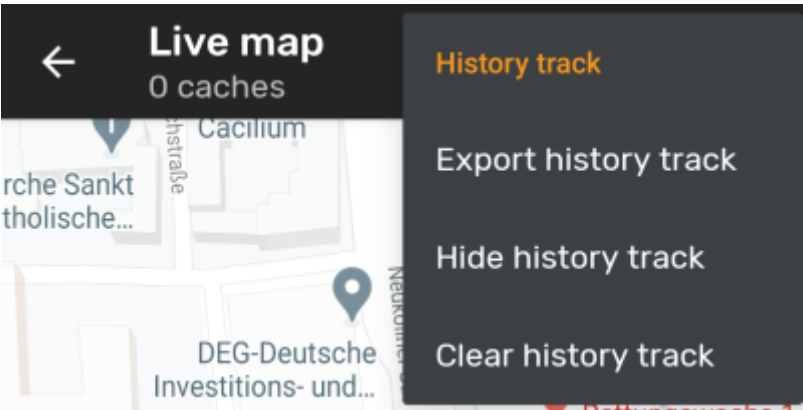 Live map
0 caches
History track
Export history track
Hide history track
Clear history track
Cacilium
rche Sankt
tholische...
DEG-Deutsche
Investitions- und...